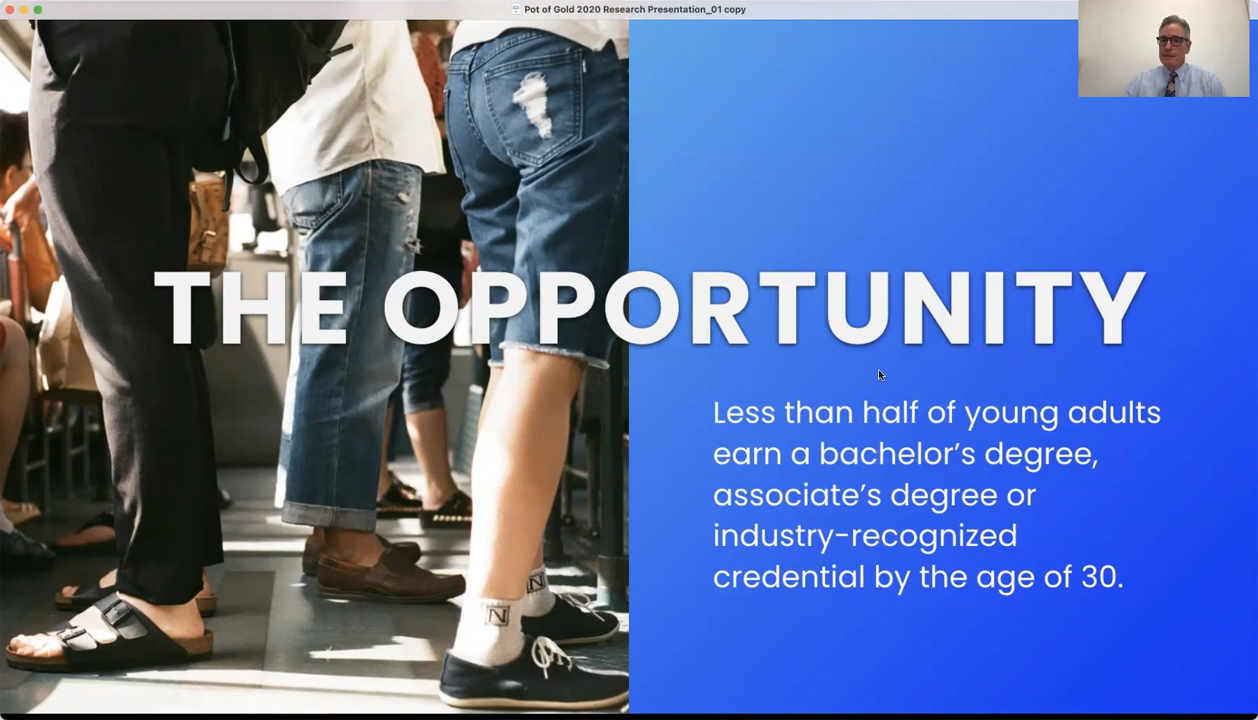 Pot of Gold 2020 Research Presentation_01 copy
THE OPPORTUNITY
Less than half of young adults
earn a bachelor’s degree,
associate’s degree or
industry-recognized
credential by the age of 30.
N
N